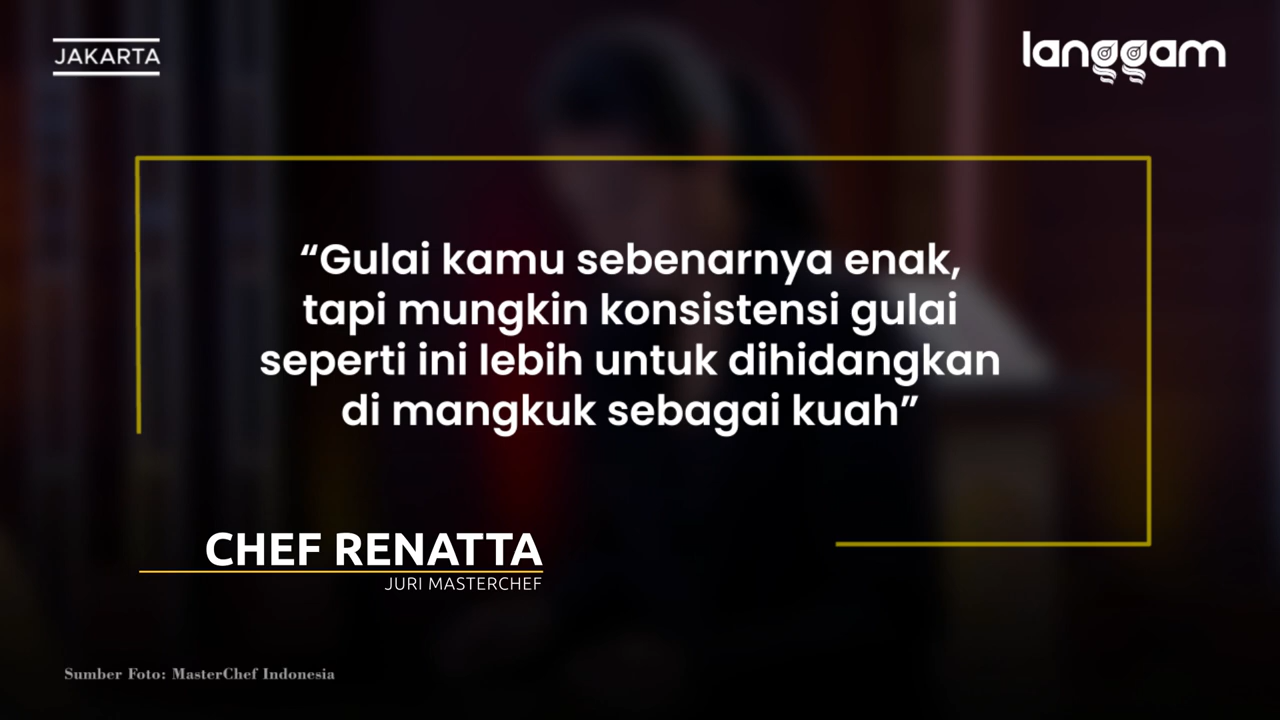 JAKARTA
langgam
“Gulai kamu sebenarnya enak,
tapi mungkin konsistensi gulai
seperti ini lebih untuk dihidangkan
di mangkuk sebagai kuah”
CHEF RENATTA
JURI MASTERCHEF
Sumber Foto: MasterChef Indonesia